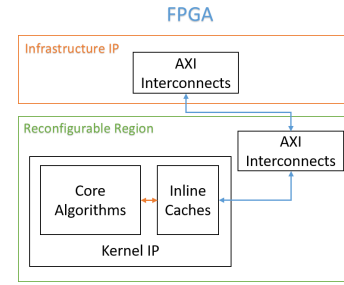 FPGA
Infrastructure IP
AXI
Interconnects
Reconfigurable Region
AXI
Interconnects
Core
Algorithms
Inline
Caches
Kernel IP